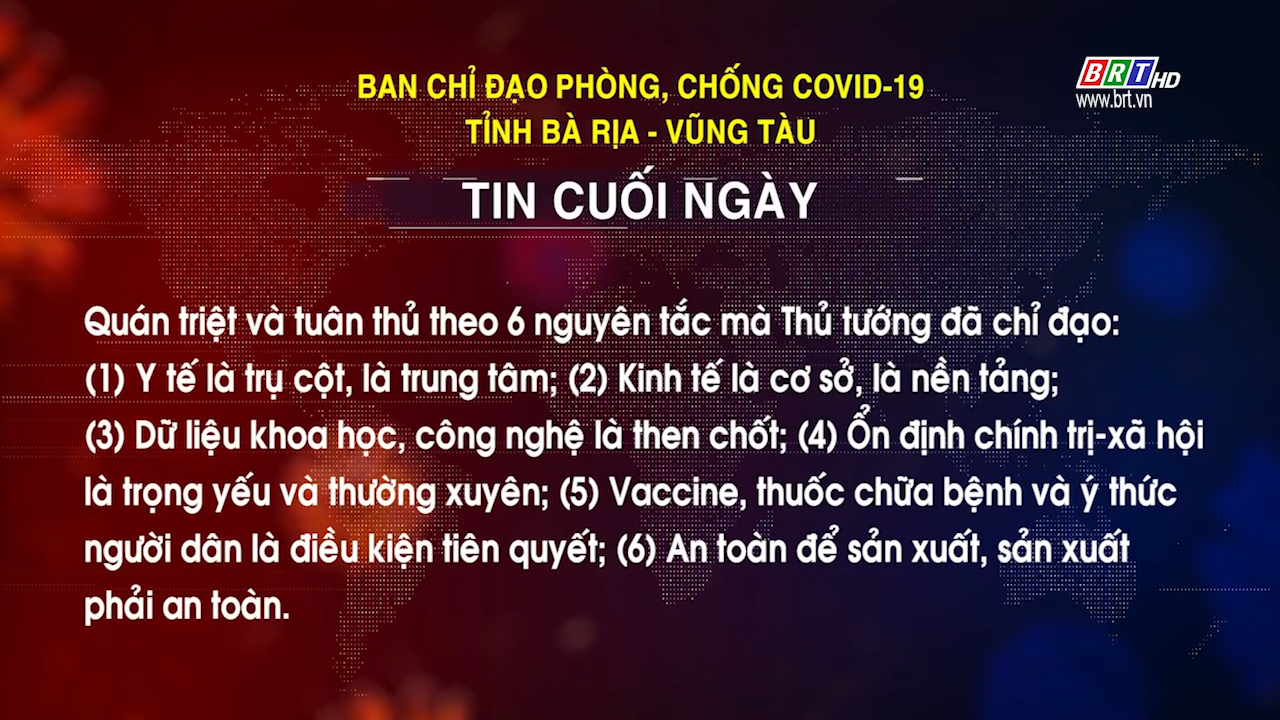 BAN CHỈ ĐẠO PHÒNG, CHỐNG COVID-19
TỈNH BÀ RỊA - VŨNG TÀU
BRT HD
www.brt.vn
TIN CUỐI NGÀY
Quán triệt và tuân thủ theo 6 nguyên tắc mà Thủ tướng đã chỉ đạo:
(1) Y tế là trụ cột, là trung tâm; (2) Kinh tế là cơ sở, là nền tảng;
(3) Dữ liệu khoa học, công nghệ là then chốt; (4) Ổn định chính trị-xã hội
là trọng yếu và thường xuyên; (5) Vaccine, thuốc chữa bệnh và ý thức
người dân là điều kiện tiên quyết; (6) An toàn để sản xuất, sản xuất
phải an toàn.